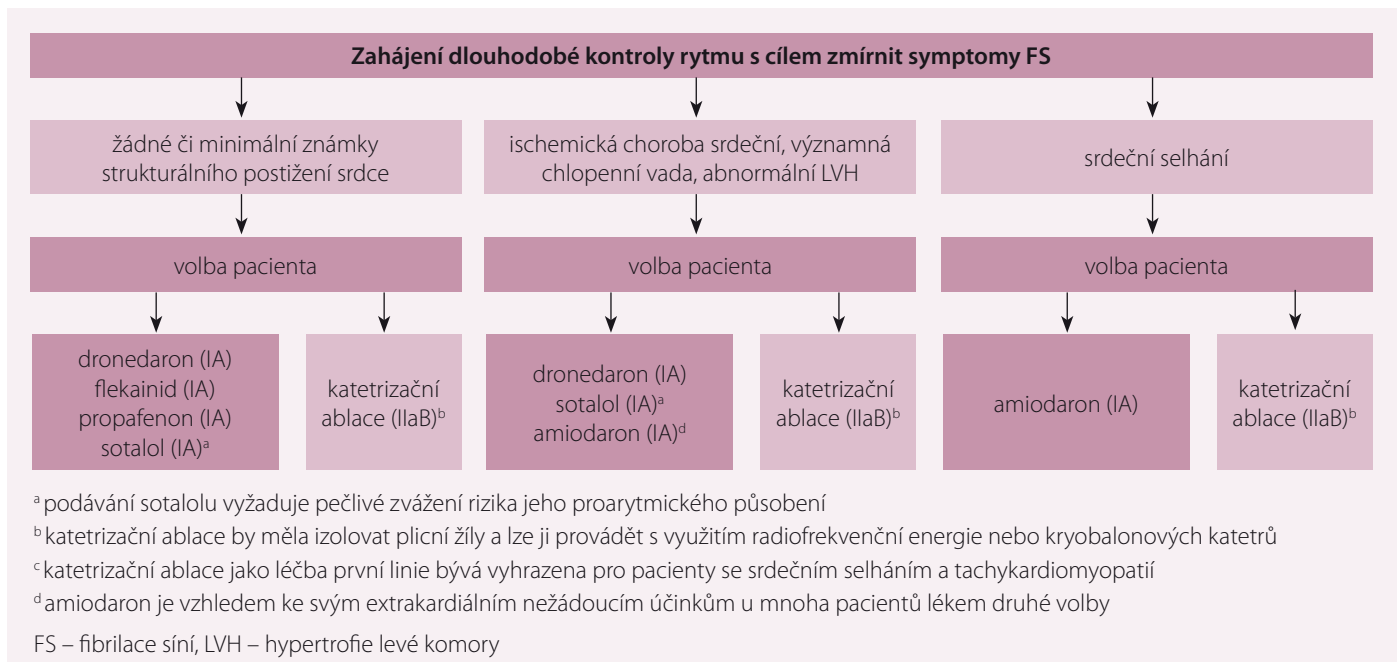 Zahájení dlouhodobé kontroly rytmu s cílem zmírnit symptomy FS
žádné či minimální známky
strukturálního postižení srdce
ischemická choroba srdeční, významná
chlopenní vada, abnormální LVH
srdeční selhání
volba pacienta
volba pacienta
volba pacienta
dronedaron (IA)
flekainid (IA)
propafenon (IA)
sotalol (IA)ᵃ
katetrizační
ablace (IIaB)ᵇ
dronedaron (IA)
sotalol (IA)ᵃ
amiodaron (IA)ᵈ
katetrizační
ablace (IIaB)ᵇ
amiodaron (IA)
katetrizační
ablace (IIaB)ᵇ
ᵃ podávání sotalolu vyžaduje pečlivé zvážení rizika jeho proarytmického působení
ᵇ katetrizační ablace by měla izolovat plicní žíly a lze ji provádět s využitím radiofrekvenční energie nebo kryobalonových katetrů
ᶜ katetrizační ablace jako léčba první linie bývá vyhrazena pro pacienty se srdečním selháním a tachykardiomyopatií
ᵈ amiodaron je vzhledem ke svým extrakardiálním nežádoucím účinkům u mnoha pacientů lékem druhé volby
FS – fibrilace síní, LVH – hypertrofie levé komory